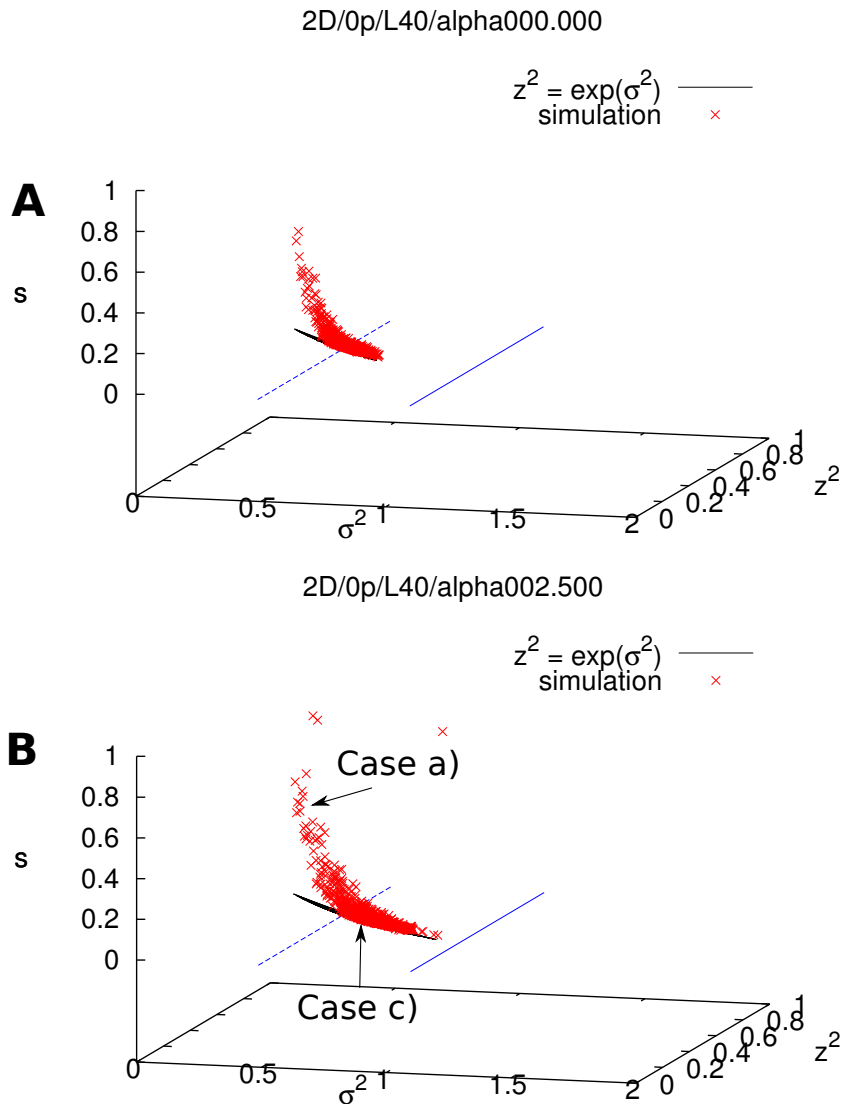 2D/0p/L40/alpha000.000
z² = exp(σ²)
simulation
A
1
0.8
0.6
0.4
0.2
0
s
0
0.5
1
1.5
2
σ²
0
0.2
0.4
0.6
0.8
1
z²
2D/0p/L40/alpha002.500
z² = exp(σ²)
simulation
B
Case a)
1
0.8
0.6
0.4
0.2
0
s
Case c)
0
0.5
1
1.5
2
σ²
0
0.2
0.4
0.6
0.8
1
z²